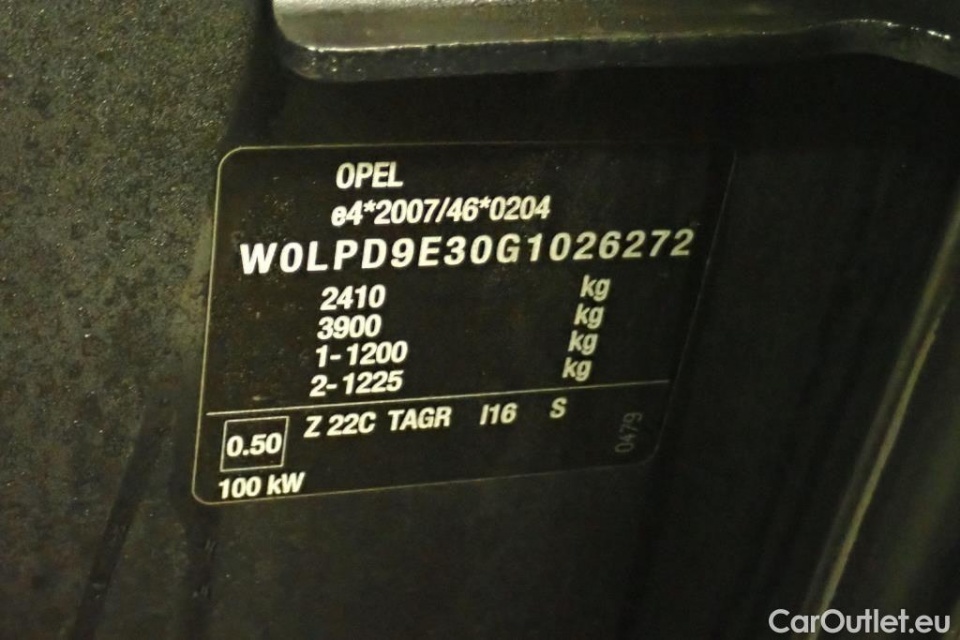 OPEL
e4*2007/46*0204
W0LPD9E30G1026272
2410 kg
3900 kg
1-1200 kg
2-1225 kg
0.50 Z 22C TAGR I16 S
0479
100 kW
CarOutlet.eu